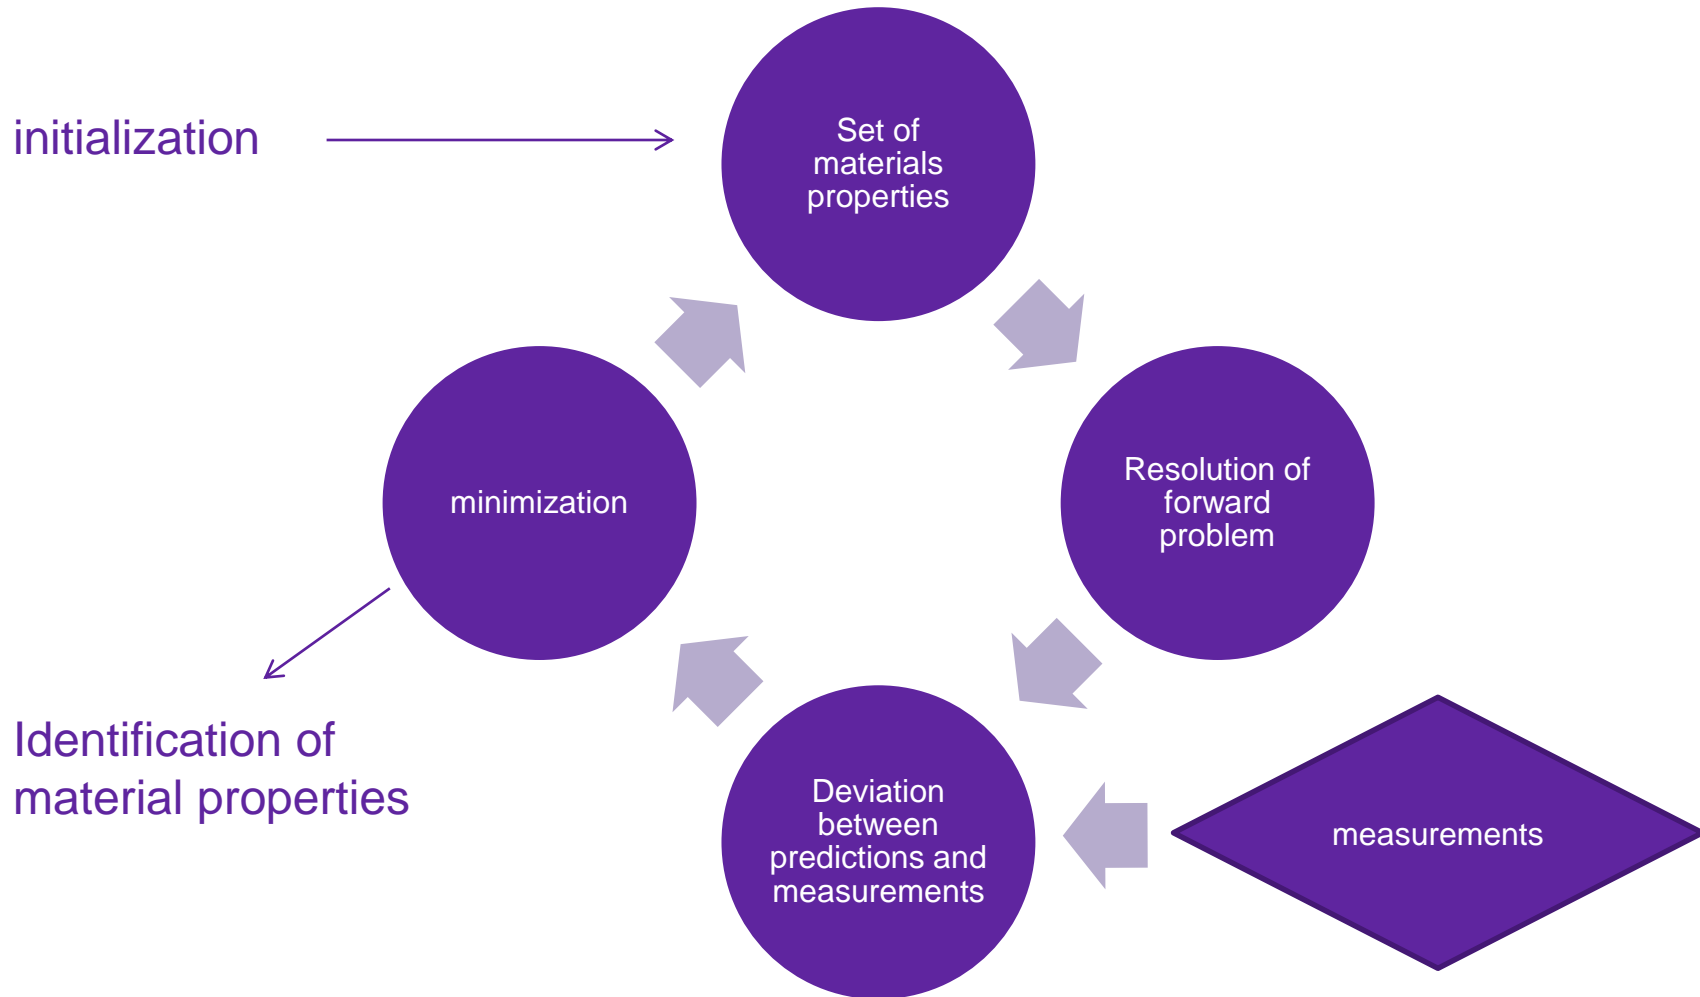 initialization
Set of
materials
properties
minimization
Resolution of
forward
problem
Identification of
material properties
Deviation
between
predictions and
measurements
measurements